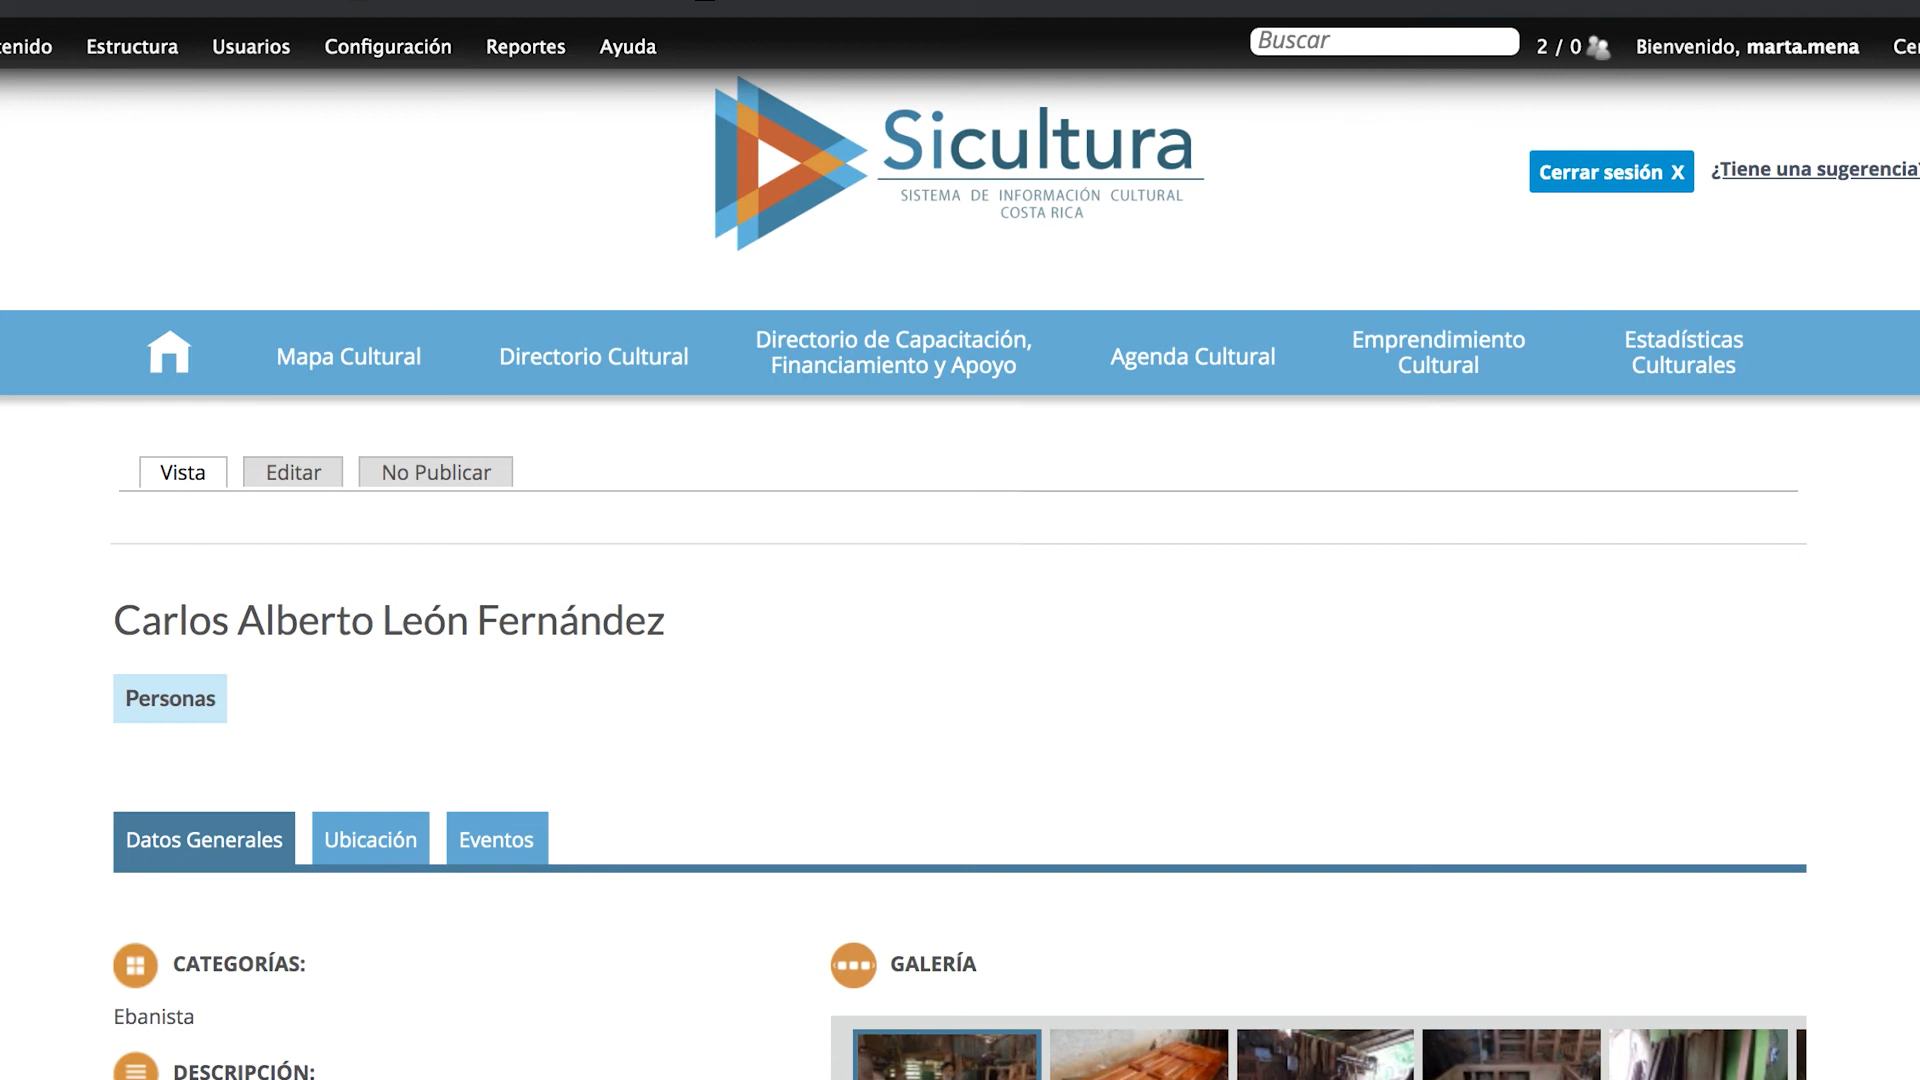 Estructura
Usuarios
Configuración
Reportes
Ayuda
Buscar
2 / 0
Bienvenido, marta.mena
Sicultura
SISTEMA DE INFORMACIÓN CULTURAL
COSTA RICA
Cerrar sesión X
¿Tiene una sugerencia?
Mapa Cultural
Directorio Cultural
Directorio de Capacitación,
Financiamiento y Apoyo
Agenda Cultural
Emprendimiento
Cultural
Estadísticas
Culturales
Vista
Editar
No Publicar
Carlos Alberto León Fernández
Personas
Datos Generales
Ubicación
Eventos
CATEGORÍAS:
GALERÍA
Ebanista
DESCRIPCIÓN: